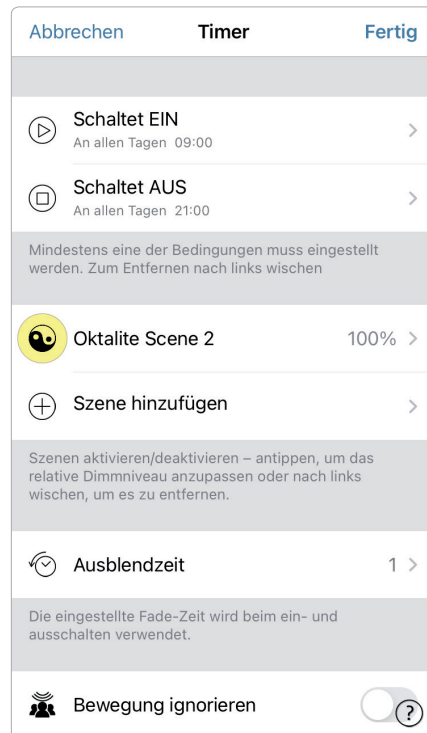 Abbrechen Timer Fertig
Schaltet EIN
An allen Tagen 09:00
Schaltet AUS
An allen Tagen 21:00
Mindestens eine der Bedingungen muss eingestellt
werden. Zum Entfernen nach links wischen
Oktalite Scene 2 100%
Szene hinzufügen
Szenen aktivieren/deaktivieren – antippen, um das
relative Dimmniveau anzupassen oder nach links
wischen, um es zu entfernen.
Ausblendzeit 1
Die eingestellte Fade-Zeit wird beim ein- und
ausschalten verwendet.
Bewegung ignorieren
?